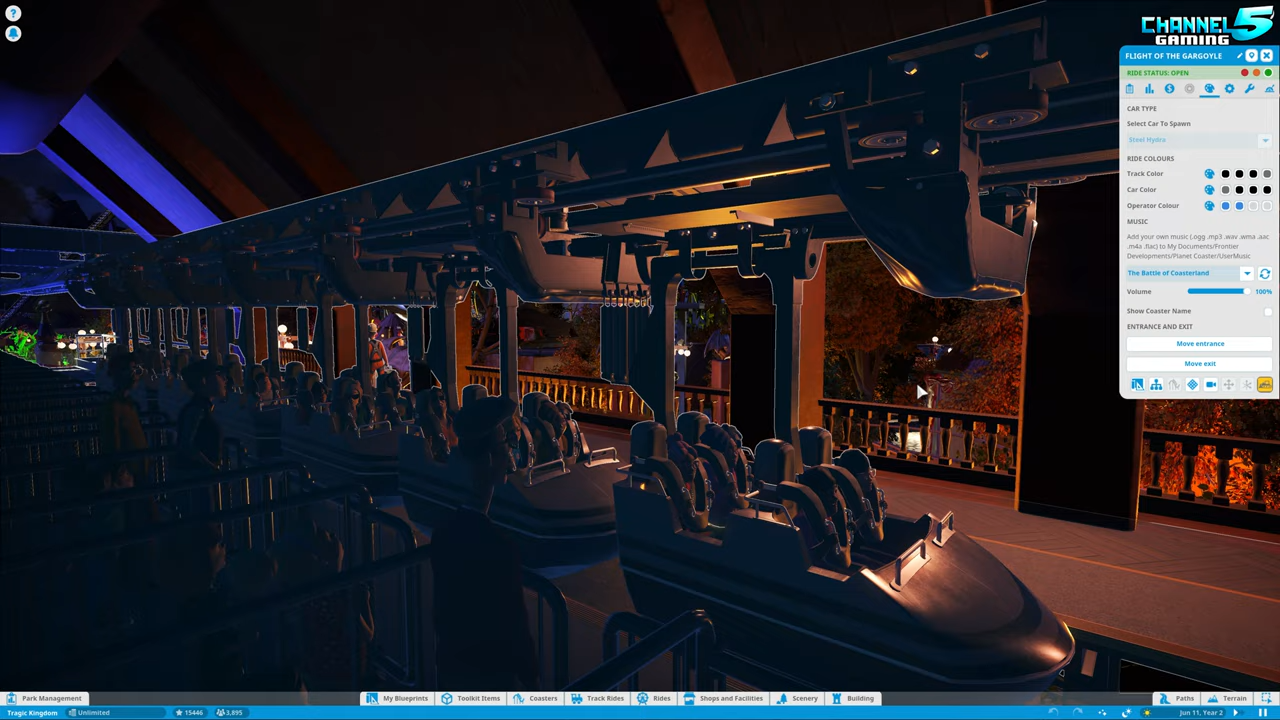 CHANNEL 5
GAMING
FLIGHT OF THE GARGOYLE
RIDE STATUS: OPEN
CAR TYPE
Select Car To Spawn
Steel Hydra
RIDE COLOURS
Track Color
Car Color
Operator Colour
MUSIC
Add your own music (.ogg .mp3 .wav .wma .aac
.m4a .flac) to My Documents/Frontier
Developments/Planet Coaster/UserMusic
The Battle of Coasterland
Volume 100%
Show Coaster Name
ENTRANCE AND EXIT
Move entrance
Move exit
Park Management My Blueprints Toolkit Items Coasters Track Rides Rides Shops and Facilities Scenery Building Paths Terrain
Tragic Kingdom Unlimited 15446 3,895 Jun 11, Year 2